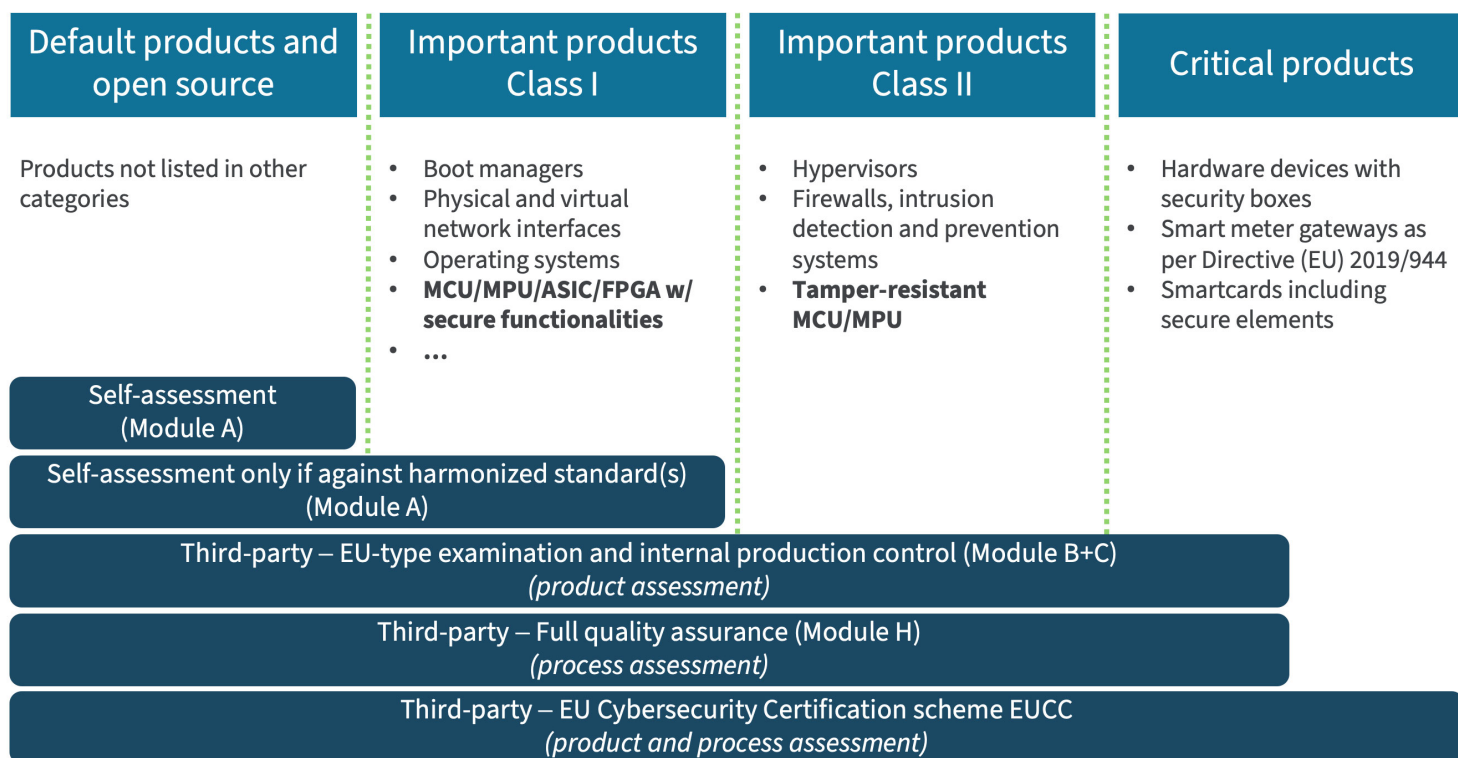 Default products and
open source
Important products
Class I
Important products
Class II
Critical products
Products not listed in other
categories
• Boot managers
• Physical and virtual
network interfaces
• Operating systems
• MCU/MPU/ASIC/FPGA w/
secure functionalities
• ...
• Hypervisors
• Firewalls, intrusion
detection and prevention
systems
• Tamper-resistant
MCU/MPU
• Hardware devices with
security boxes
• Smart meter gateways as
per Directive (EU) 2019/944
• Smartcards including
secure elements
Self-assessment
(Module A)
Self-assessment only if against harmonized standard(s)
(Module A)
Third-party – EU-type examination and internal production control (Module B+C)
(product assessment)
Third-party – Full quality assurance (Module H)
(process assessment)
Third-party – EU Cybersecurity Certification scheme EUCC
(product and process assessment)